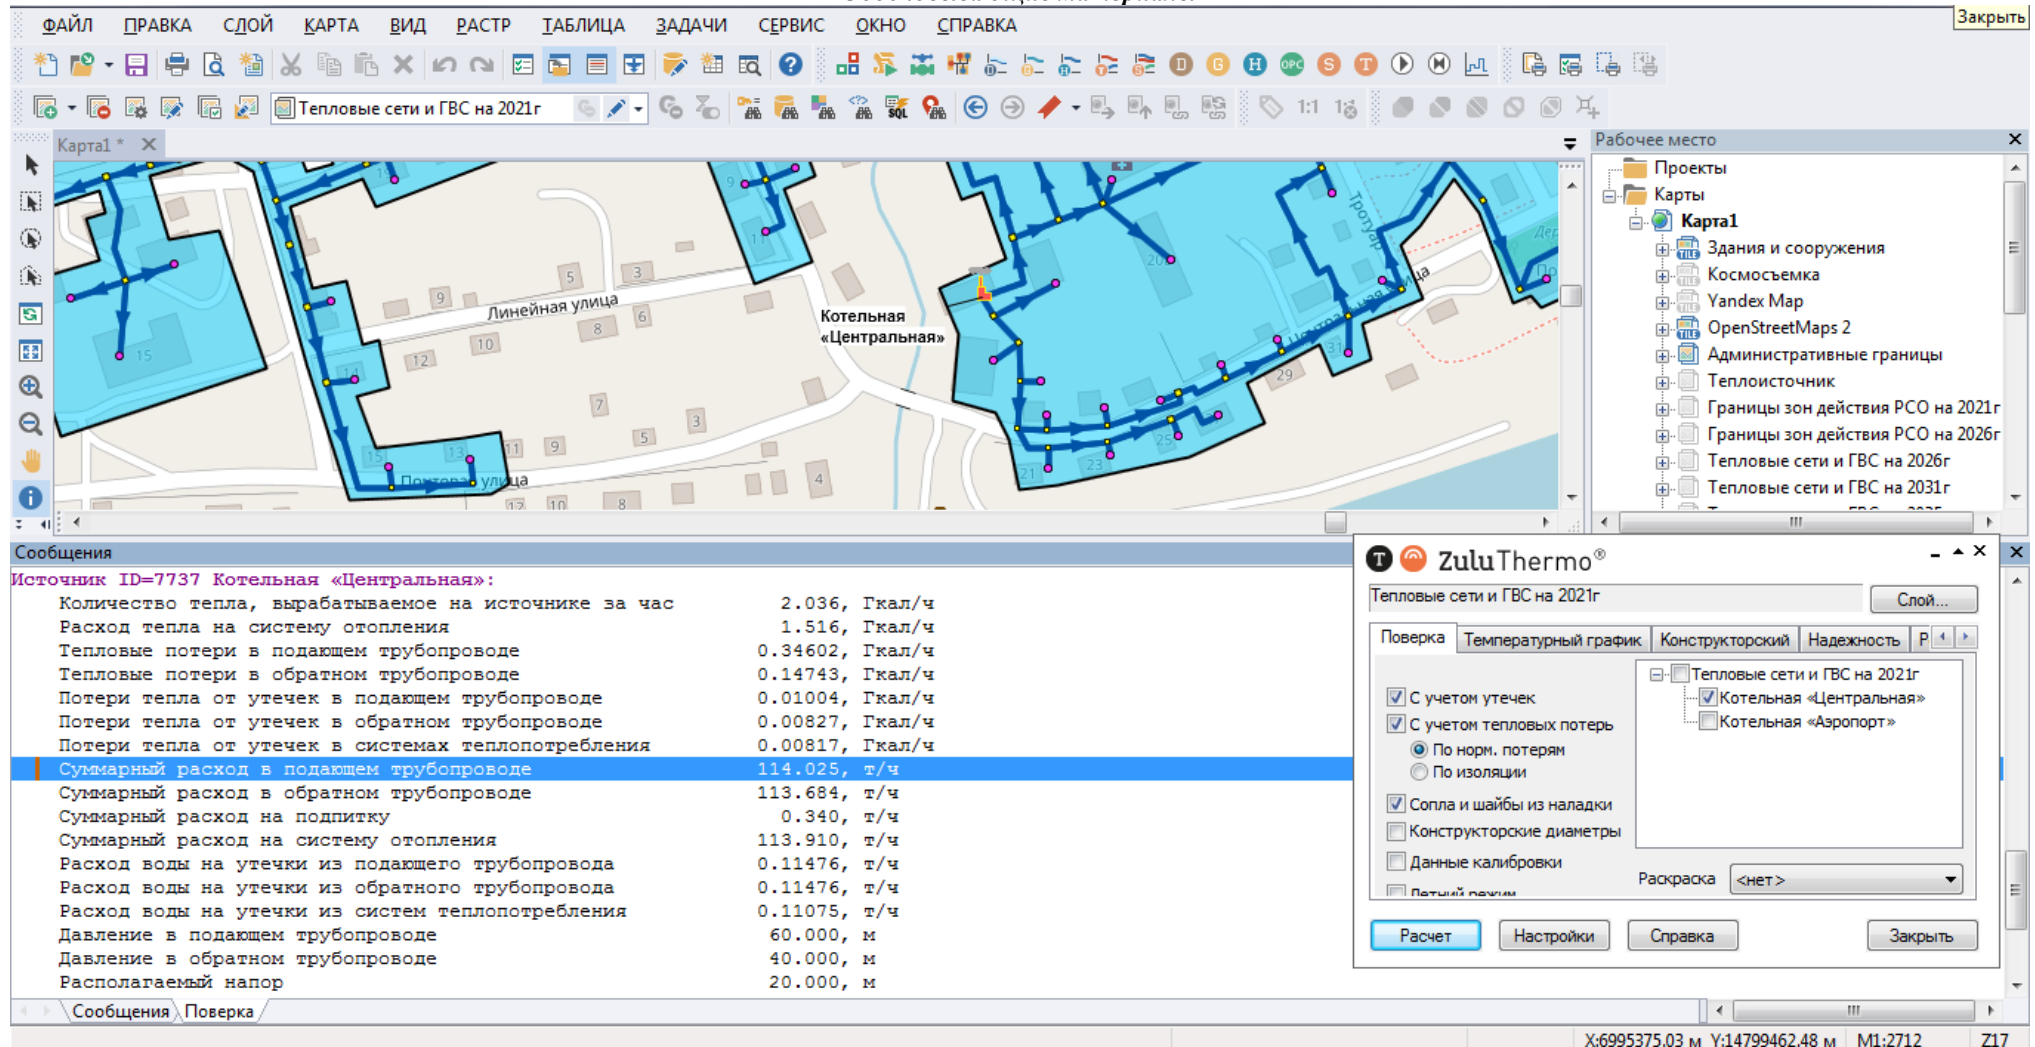 Закрыть
ФАЙЛ ПРАВКА СЛОЙ КАРТА ВИД РАСТР ТАБЛИЦА ЗАДАЧИ СЕРВИС ОКНО СПРАВКА
Тепловые сети и ГВС на 2021г
SQL
1:1
Карта1 *
Рабочее место
Проекты
Карты
Карта1
Здания и сооружения
Космосъемка
Yandex Map
OpenStreetMaps 2
Административные границы
Теплоисточник
Границы зон действия РСО на 2021г
Границы зон действия РСО на 2026г
Тепловые сети и ГВС на 2026г
Тепловые сети и ГВС на 2031г
Линейная улица
Котельная
«Центральная»
Тротуар
Почтовая улица
Центральная улица
Сообщения
Источник ID=7737 Котельная «Центральная»:
Количество тепла, вырабатываемое на источнике за час 2.036, Гкал/ч
Расход тепла на систему отопления 1.516, Гкал/ч
Тепловые потери в подающем трубопроводе 0.34602, Гкал/ч
Тепловые потери в обратном трубопроводе 0.14743, Гкал/ч
Потери тепла от утечек в подающем трубопроводе 0.01004, Гкал/ч
Потери тепла от утечек в обратном трубопроводе 0.00827, Гкал/ч
Потери тепла от утечек в системах теплопотребления 0.00817, Гкал/ч
Суммарный расход в подающем трубопроводе 114.025, т/ч
Суммарный расход в обратном трубопроводе 113.684, т/ч
Суммарный расход на подпитку 0.340, т/ч
Суммарный расход на систему отопления 113.910, т/ч
Расход воды на утечки из подающего трубопровода 0.11476, т/ч
Расход воды на утечки из обратного трубопровода 0.11476, т/ч
Расход воды на утечки из систем теплопотребления 0.11075, т/ч
Давление в подающем трубопроводе 60.000, м
Давление в обратном трубопроводе 40.000, м
Располагаемый напор 20.000, м
Сообщения Поверка
ZuluThermo®
Тепловые сети и ГВС на 2021г
Слой...
Поверка Температурный график Конструкторский Надежность Р
С учетом утечек
С учетом тепловых потерь
По норм. потерям
По изоляции
Сопла и шайбы из наладки
Конструкторские диаметры
Данные калибровки
Летний режим
Тепловые сети и ГВС на 2021г
Котельная «Центральная»
Котельная «Аэропорт»
Раскраска <нет>
Расчет Настройки Справка Закрыть
X:6995375.03 м Y:14799462.48 м М1:2712 Z17